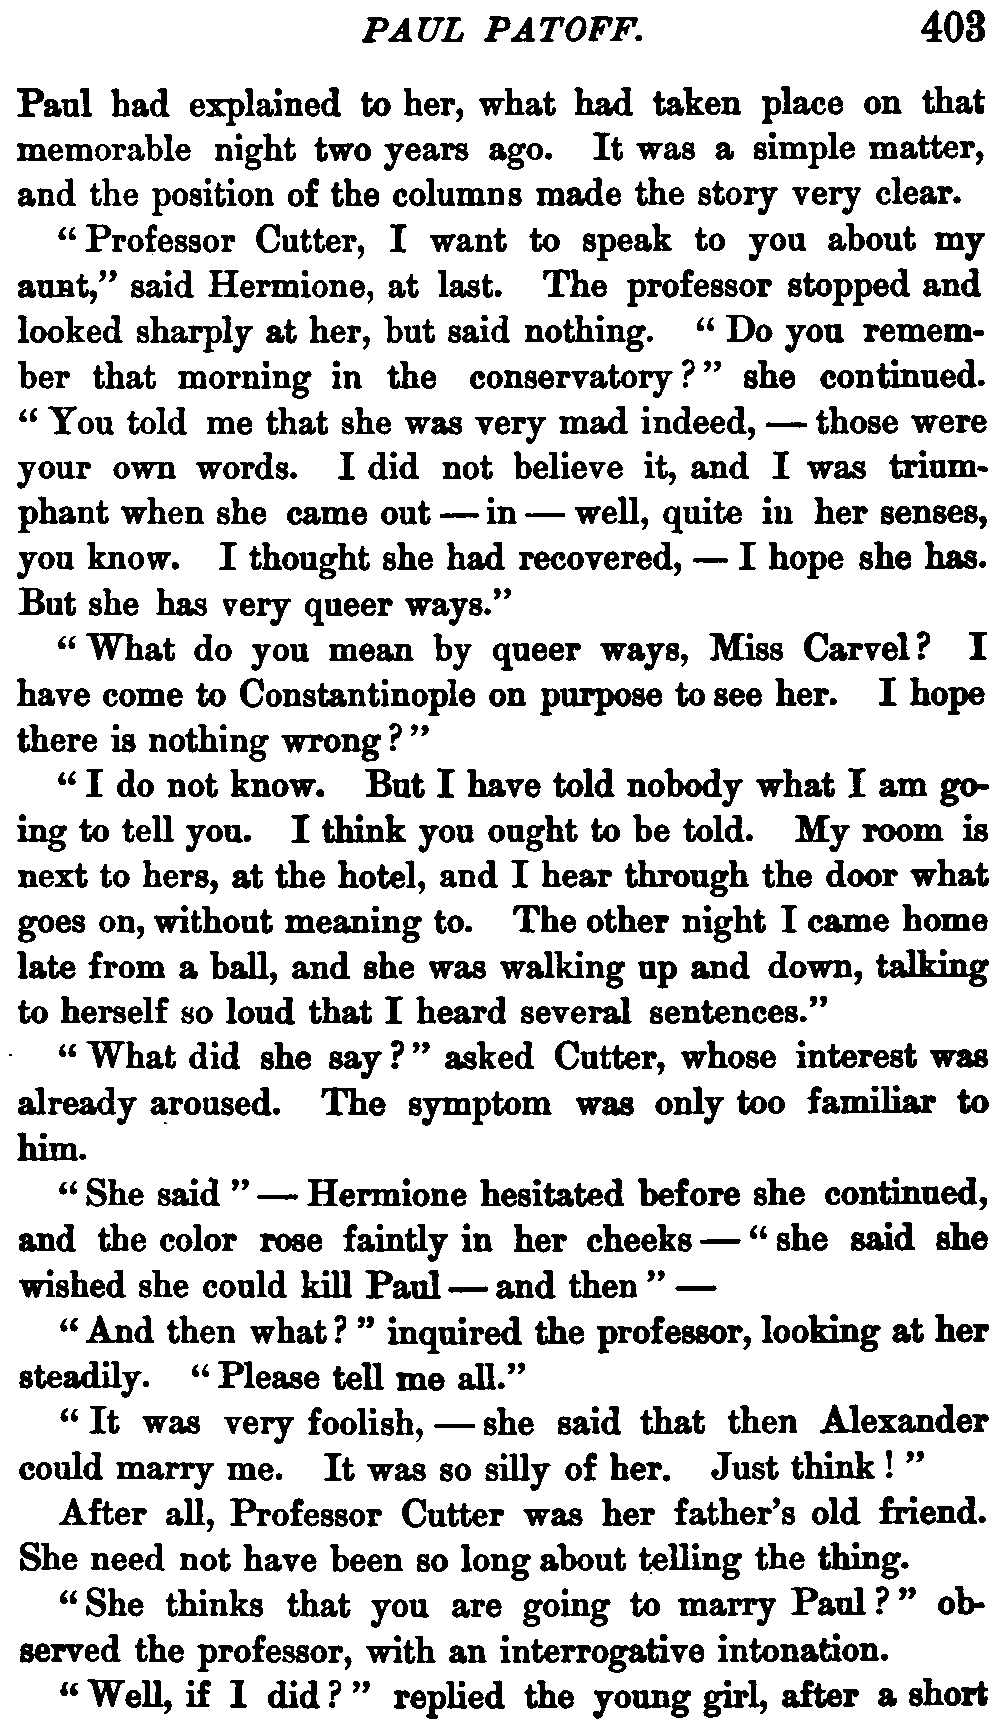 PAUL PATOFF. 403
Paul had explained to her, what had taken place on that
memorable night two years ago. It was a simple matter,
and the position of the columns made the story very clear.
“Professor Cutter, I want to speak to you about my
aunt,” said Hermione, at last. The professor stopped and
looked sharply at her, but said nothing. “Do you remem-
ber that morning in the conservatory?” she continued.
“You told me that she was very mad indeed, — those were
your own words. I did not believe it, and I was trium-
phant when she came out — in — well, quite in her senses,
you know. I thought she had recovered, — I hope she has.
But she has very queer ways.”
“What do you mean by queer ways, Miss Carvel? I
have come to Constantinople on purpose to see her. I hope
there is nothing wrong?”
“I do not know. But I have told nobody what I am go-
ing to tell you. I think you ought to be told. My room is
next to hers, at the hotel, and I hear through the door what
goes on, without meaning to. The other night I came home
late from a ball, and she was walking up and down, talking
to herself so loud that I heard several sentences.”
“What did she say?” asked Cutter, whose interest was
already aroused. The symptom was only too familiar to
him.
“She said” — Hermione hesitated before she continued,
and the color rose faintly in her cheeks — “she said she
wished she could kill Paul — and then” —
“And then what?” inquired the professor, looking at her
steadily. “Please tell me all.”
“It was very foolish, — she said that then Alexander
could marry me. It was so silly of her. Just think!”
After all, Professor Cutter was her father’s old friend.
She need not have been so long about telling the thing.
“She thinks that you are going to marry Paul?” ob-
served the professor, with an interrogative intonation.
“Well, if I did?” replied the young girl, after a short